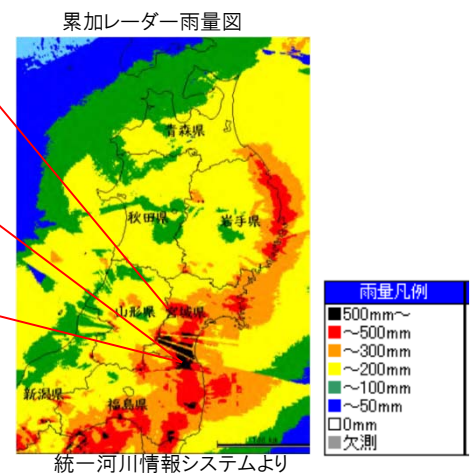 累加レーダー雨量図
青森県
秋田県
岩手県
山形県
宮城県
新潟県
福島県
雨量凡例
500mm～
～500mm
～300mm
～200mm
～100mm
～50mm
0mm
欠測
統一河川情報システムより